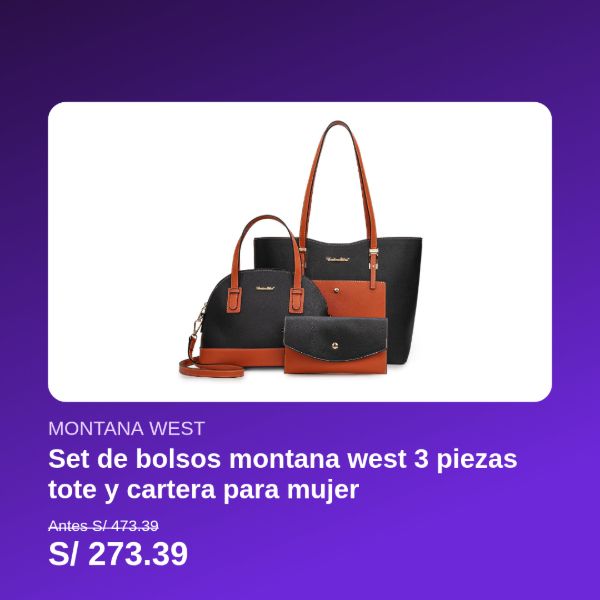 MONTANA WEST
Set de bolsos montana west 3 piezas
tote y cartera para mujer
Antes S/ 473.39
S/ 273.39